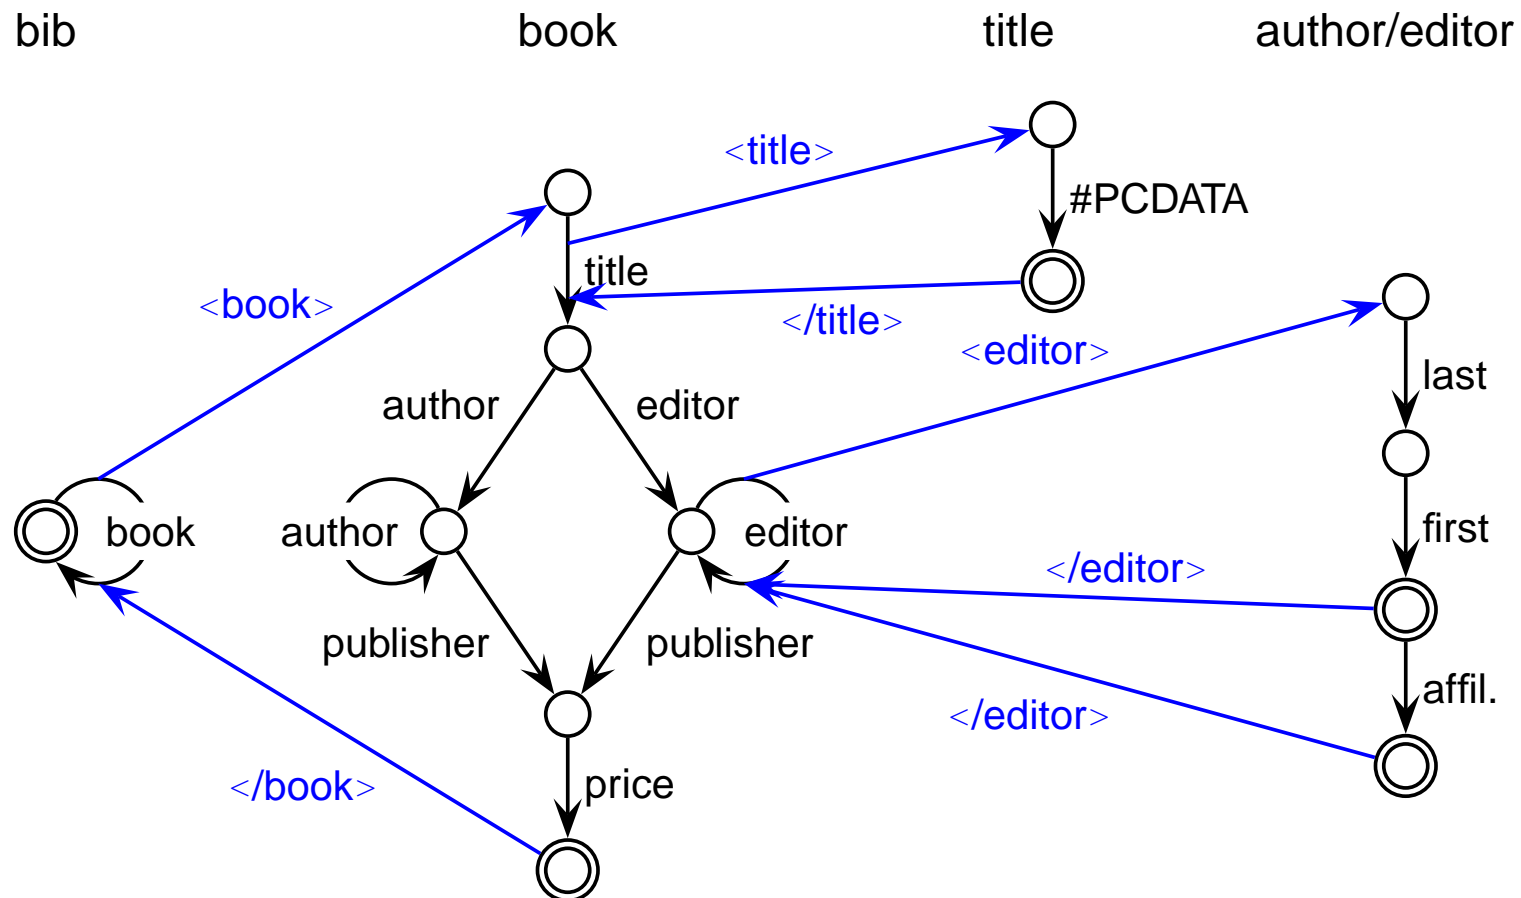 bib book title author/editor
<title>
#PCDATA
title
<book>
</title>
<editor>
last
author editor
book author editor
first
</editor>
publisher publisher
affil.
</editor>
</book>
price